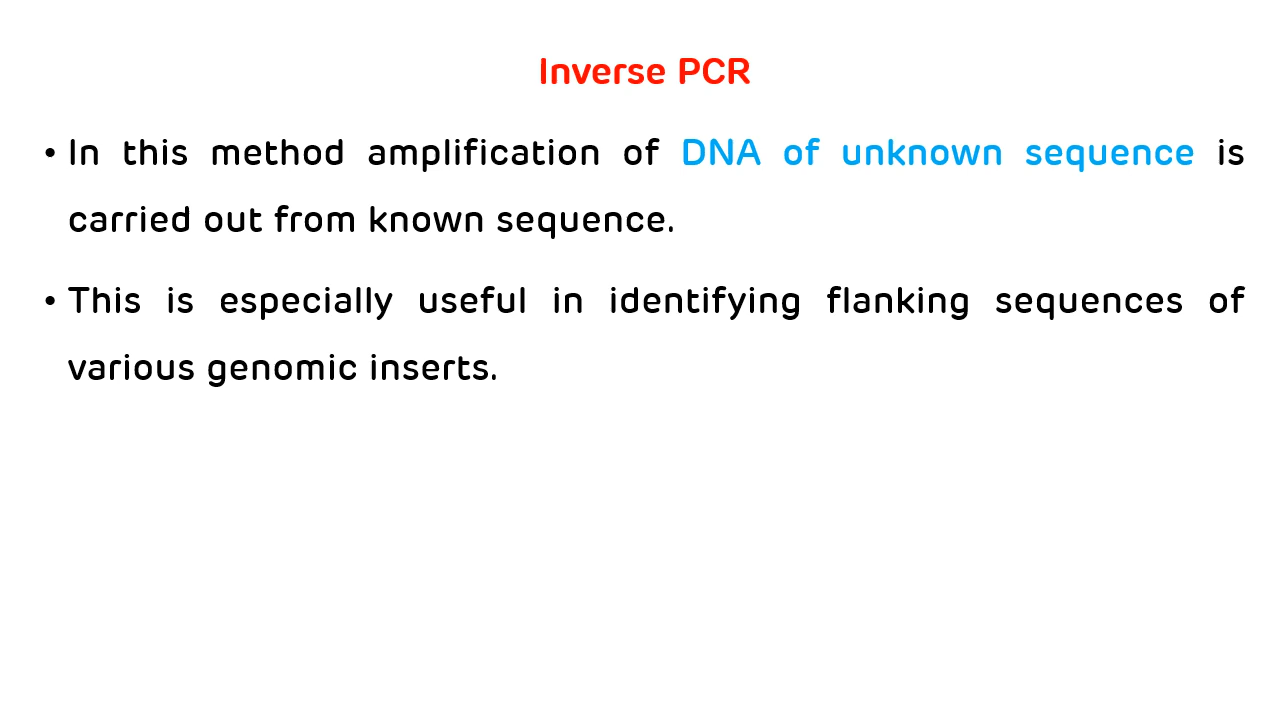 Inverse PCR
• In this method amplification of DNA of unknown sequence is
carried out from known sequence.
• This is especially useful in identifying flanking sequences of
various genomic inserts.